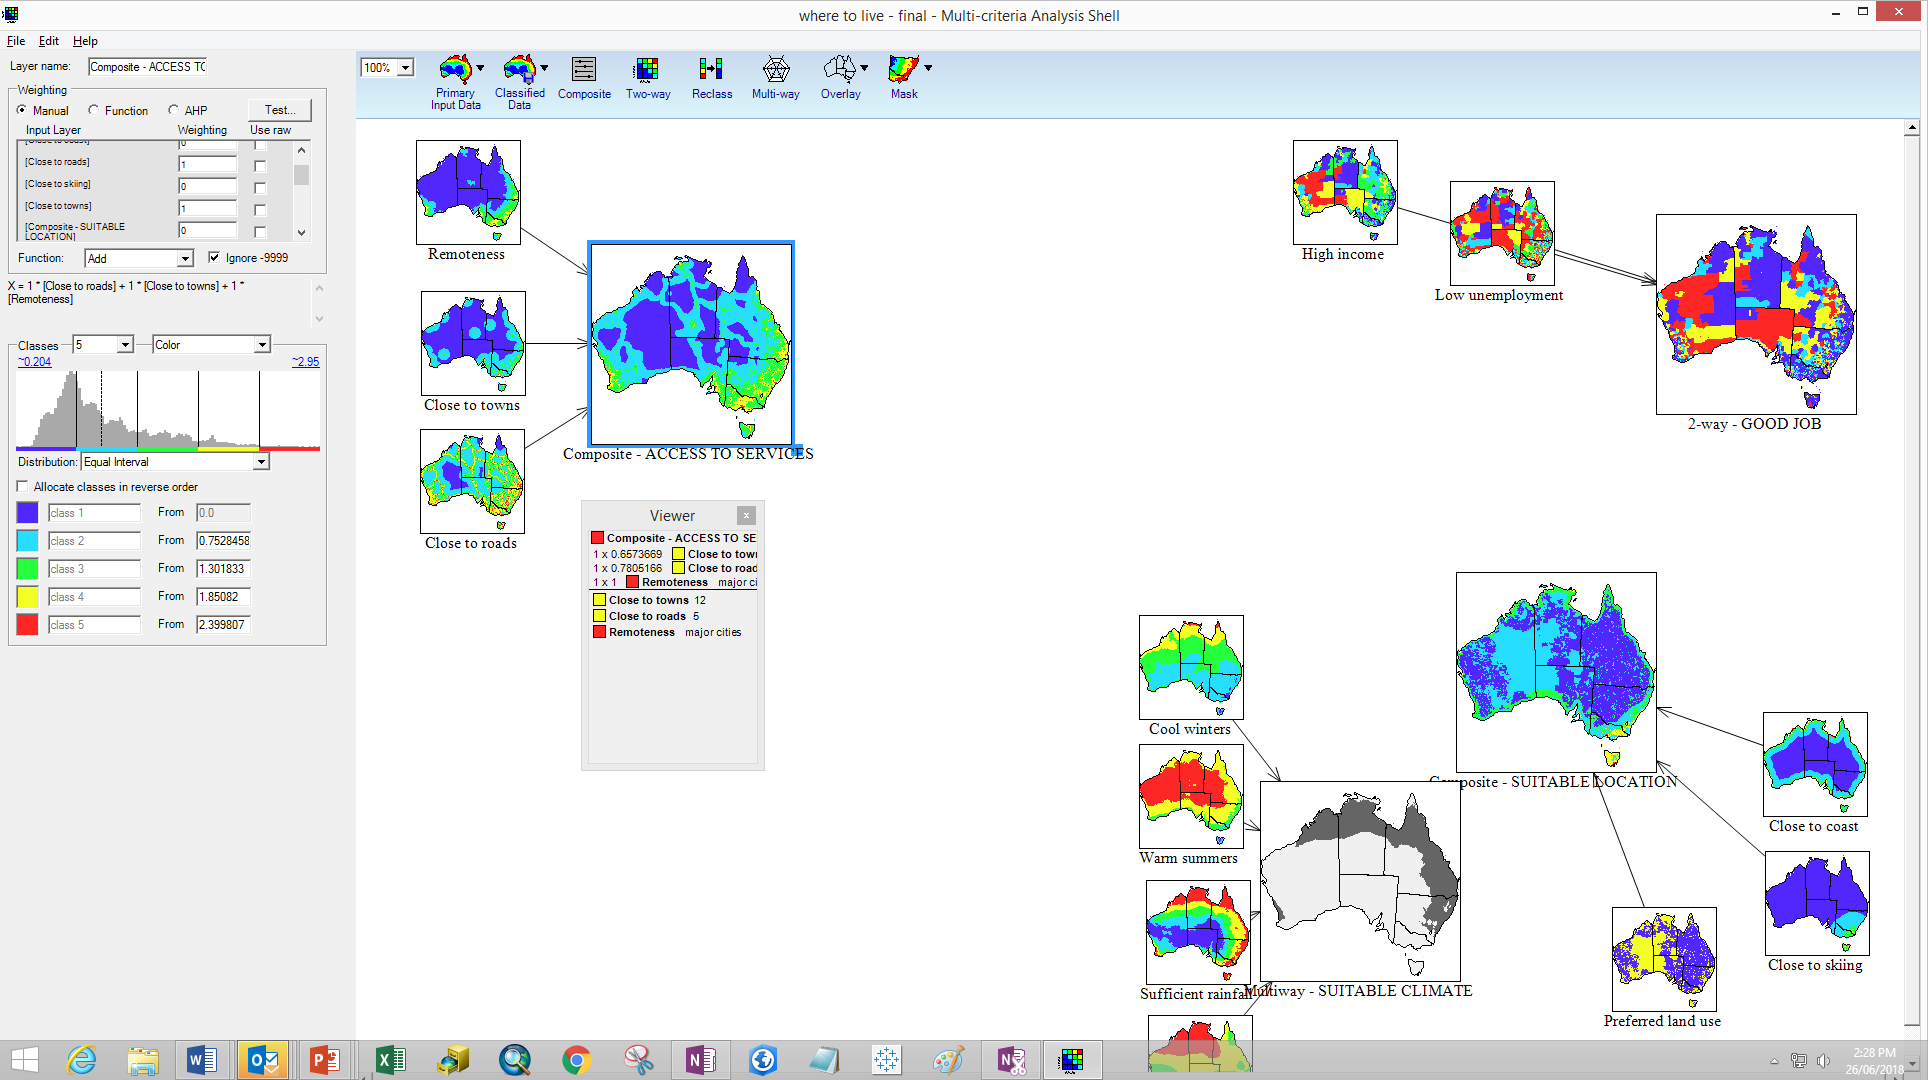 where to live - final - Multi-criteria Analysis Shell
File Edit Help
Layer name: Composite - ACCESS TO
Weighting
Manual Function AHP Test...
Input Layer Weighting Use raw
[Close to coast] 0
[Close to roads] 1
[Close to skiing] 0
[Close to towns] 1
[Composite - SUITABLE LOCATION] 0
Function: Add Ignore -9999
X = 1 * [Close to roads] + 1 * [Close to towns] + 1 *
[Remoteness]
Classes 5 Color
~0.204 ~2.95
Distribution: Equal Interval
Allocate classes in reverse order
class 1 From 0.0
class 2 From 0.7528458
class 3 From 1.301833
class 4 From 1.85082
class 5 From 2.399807
100%
Primary Input Data
Classified Data
Composite
Two-way
Reclass
Multi-way
Overlay
Mask
Remoteness
Close to towns
Close to roads
Composite - ACCESS TO SERVICES
High income
Low unemployment
2-way - GOOD JOB
Viewer
x
Composite - ACCESS TO SE
1 x 0.6573669 Close to town
1 x 0.7805166 Close to road
1 x 1 Remoteness major ci
Close to towns 12
Close to roads 5
Remoteness major cities
Cool winters
Warm summers
Sufficient rainfall
Multiway - SUITABLE CLIMATE
Composite - SUITABLE LOCATION
Close to coast
Close to skiing
Preferred land use
2:28 PM
26/06/2018